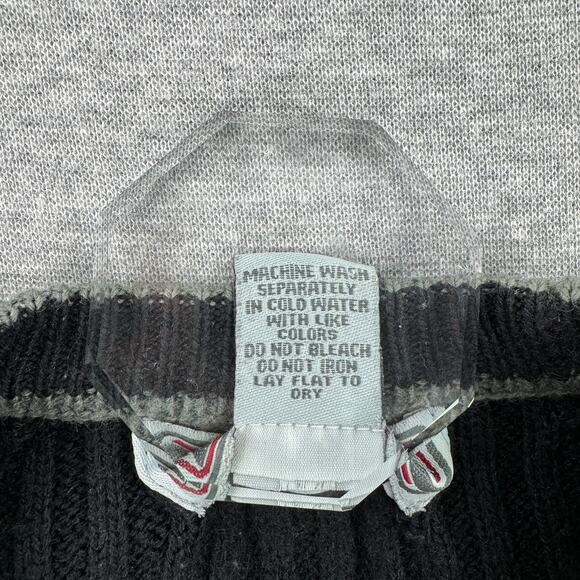 MACHINE WASH
SEPARATELY
IN COLD WATER
WITH LIKE
COLORS
DO NOT BLEACH
DO NOT IRON
LAY FLAT TO
DRY